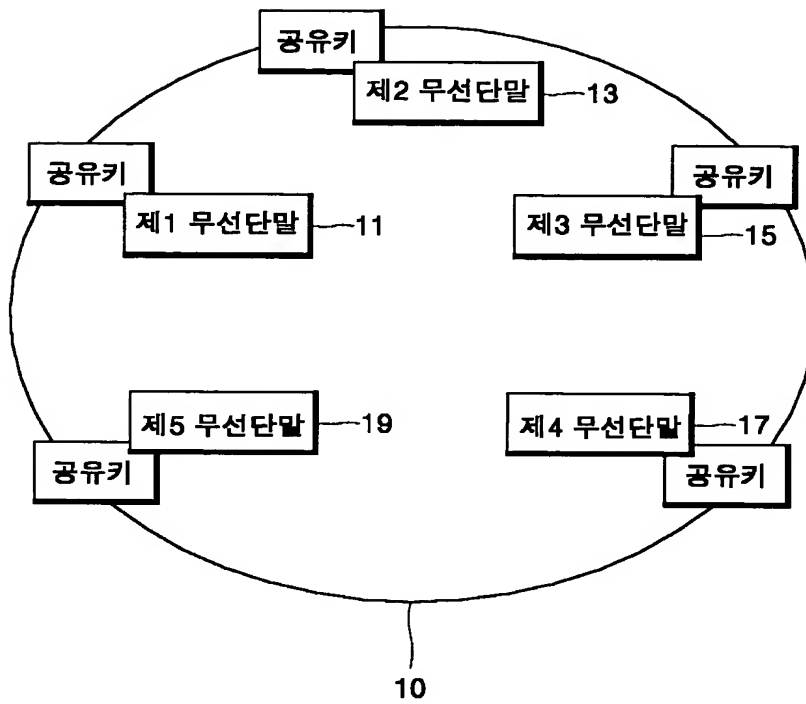 공유키
제2 무선단말
13
공유키
제1 무선단말
11
공유키
제3 무선단말
15
제5 무선단말
19
공유키
제4 무선단말
17
공유키
10